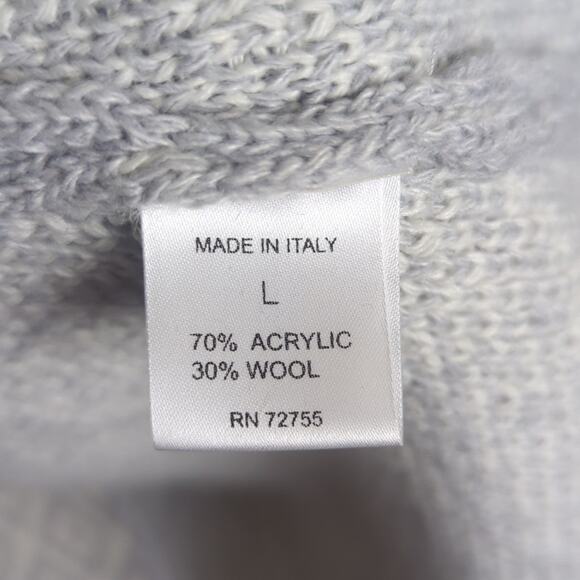 MADE IN ITALY
L
70% ACRYLIC
30% WOOL
RN 72755